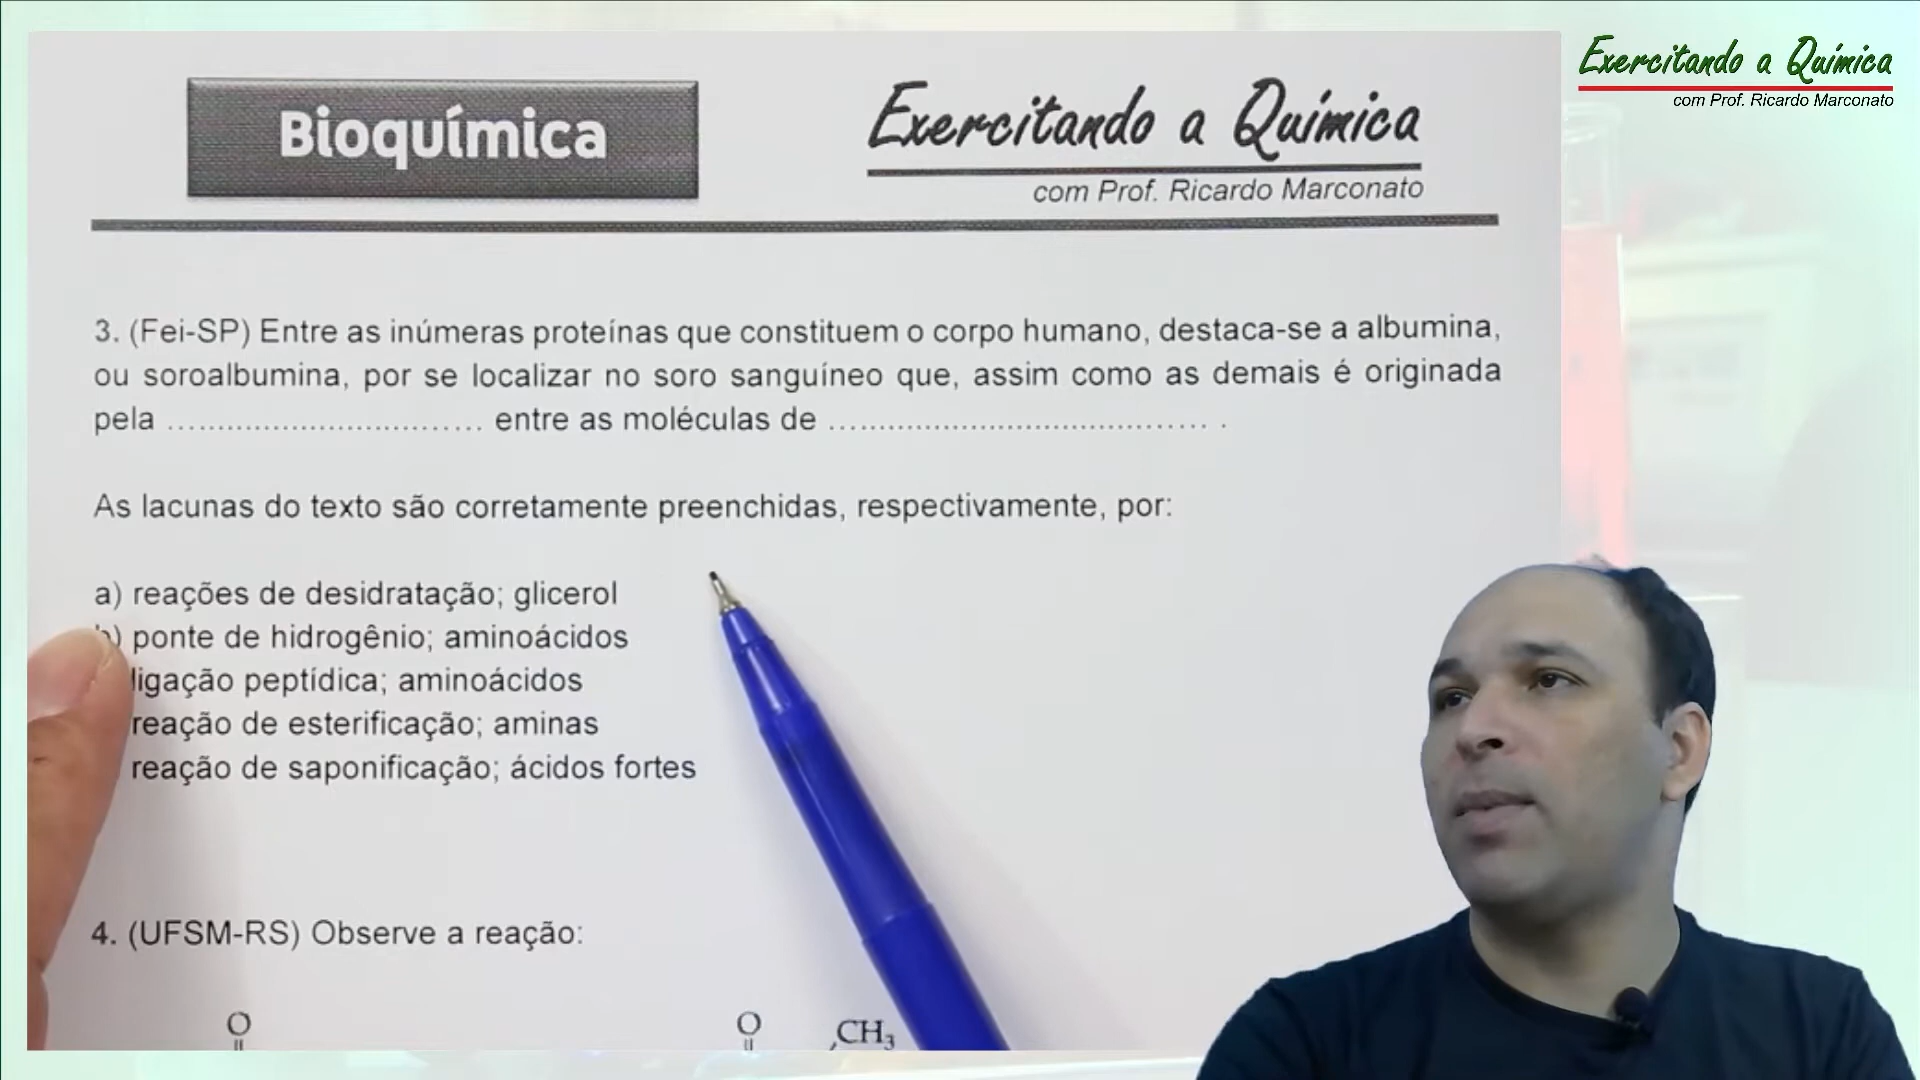 Bioquímica
Exercitando a Química
com Prof. Ricardo Marconato
Exercitando a Química
com Prof. Ricardo Marconato
3. (Fei-SP) Entre as inúmeras proteínas que constituem o corpo humano, destaca-se a albumina,
ou soroalbumina, por se localizar no soro sanguíneo que, assim como as demais é originada
pela ................................ entre as moléculas de ....................................... .
As lacunas do texto são corretamente preenchidas, respectivamente, por:
a) reações de desidratação; glicerol
) ponte de hidrogênio; aminoácidos
ligação peptídica; aminoácidos
reação de esterificação; aminas
reação de saponificação; ácidos fortes
4. (UFSM-RS) Observe a reação:
O O CH3